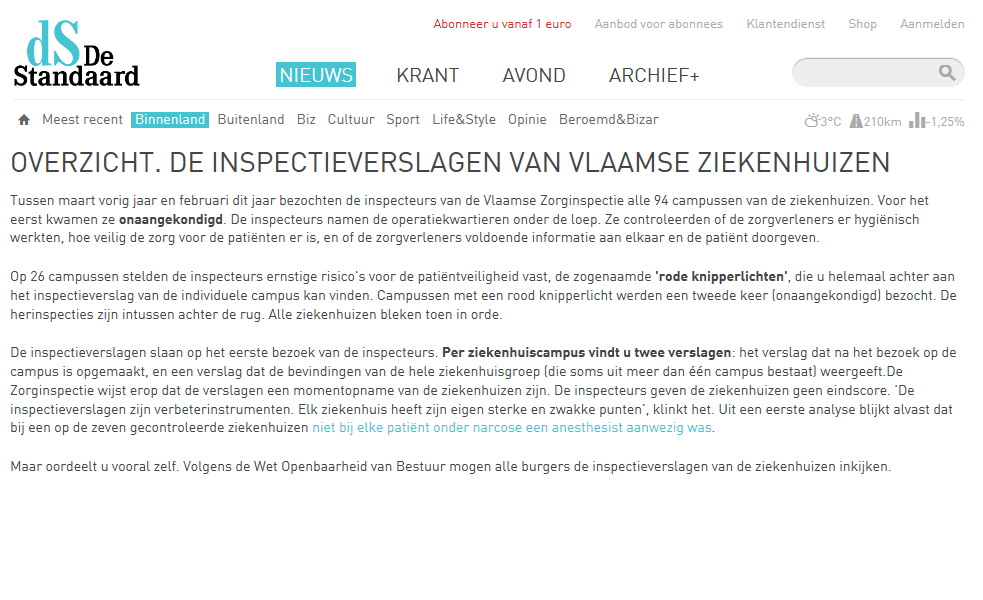 Abonneer u vanaf 1 euro Aanbod voor abonnees Klantendienst Shop Aanmelden
dS De
Standaard
NIEUWS KRANT AVOND ARCHIEF+
Meest recent Binnenland Buitenland Biz Cultuur Sport Life&Style Opinie Beroemd&Bizar 3°C 210km -1,25%
OVERZICHT. DE INSPECTIEVERSLAGEN VAN VLAAMSE ZIEKENHUIZEN
Tussen maart vorig jaar en februari dit jaar bezochten de inspecteurs van de Vlaamse Zorginspectie alle 94 campussen van de ziekenhuizen. Voor het
eerst kwamen ze onaangekondigd. De inspecteurs namen de operatiekwartieren onder de loep. Ze controleerden of de zorgverleners er hygiënisch
werkten, hoe veilig de zorg voor de patiënten er is, en of de zorgverleners voldoende informatie aan elkaar en de patiënt doorgeven.
Op 26 campussen stelden de inspecteurs ernstige risico's voor de patiëntveiligheid vast, de zogenaamde 'rode knipperlichten', die u helemaal achter aan
het inspectieverslag van de individuele campus kan vinden. Campussen met een rood knipperlicht werden een tweede keer (onaangekondigd) bezocht. De
herinspecties zijn intussen achter de rug. Alle ziekenhuizen bleken toen in orde.
De inspectieverslagen slaan op het eerste bezoek van de inspecteurs. Per ziekenhuiscampus vindt u twee verslagen: het verslag dat na het bezoek op de
campus is opgemaakt, en een verslag dat de bevindingen van de hele ziekenhuisgroep (die soms uit meer dan één campus bestaat) weergeeft.De
Zorginspectie wijst erop dat de verslagen een momentopname van de ziekenhuizen zijn. De inspecteurs geven de ziekenhuizen geen eindscore. 'De
inspectieverslagen zijn verbeterinstrumenten. Elk ziekenhuis heeft zijn eigen sterke en zwakke punten', klinkt het. Uit een eerste analyse blijkt alvast dat
bij een op de zeven gecontroleerde ziekenhuizen niet bij elke patiënt onder narcose een anesthesist aanwezig was.
Maar oordeelt u vooral zelf. Volgens de Wet Openbaarheid van Bestuur mogen alle burgers de inspectieverslagen van de ziekenhuizen inkijken.